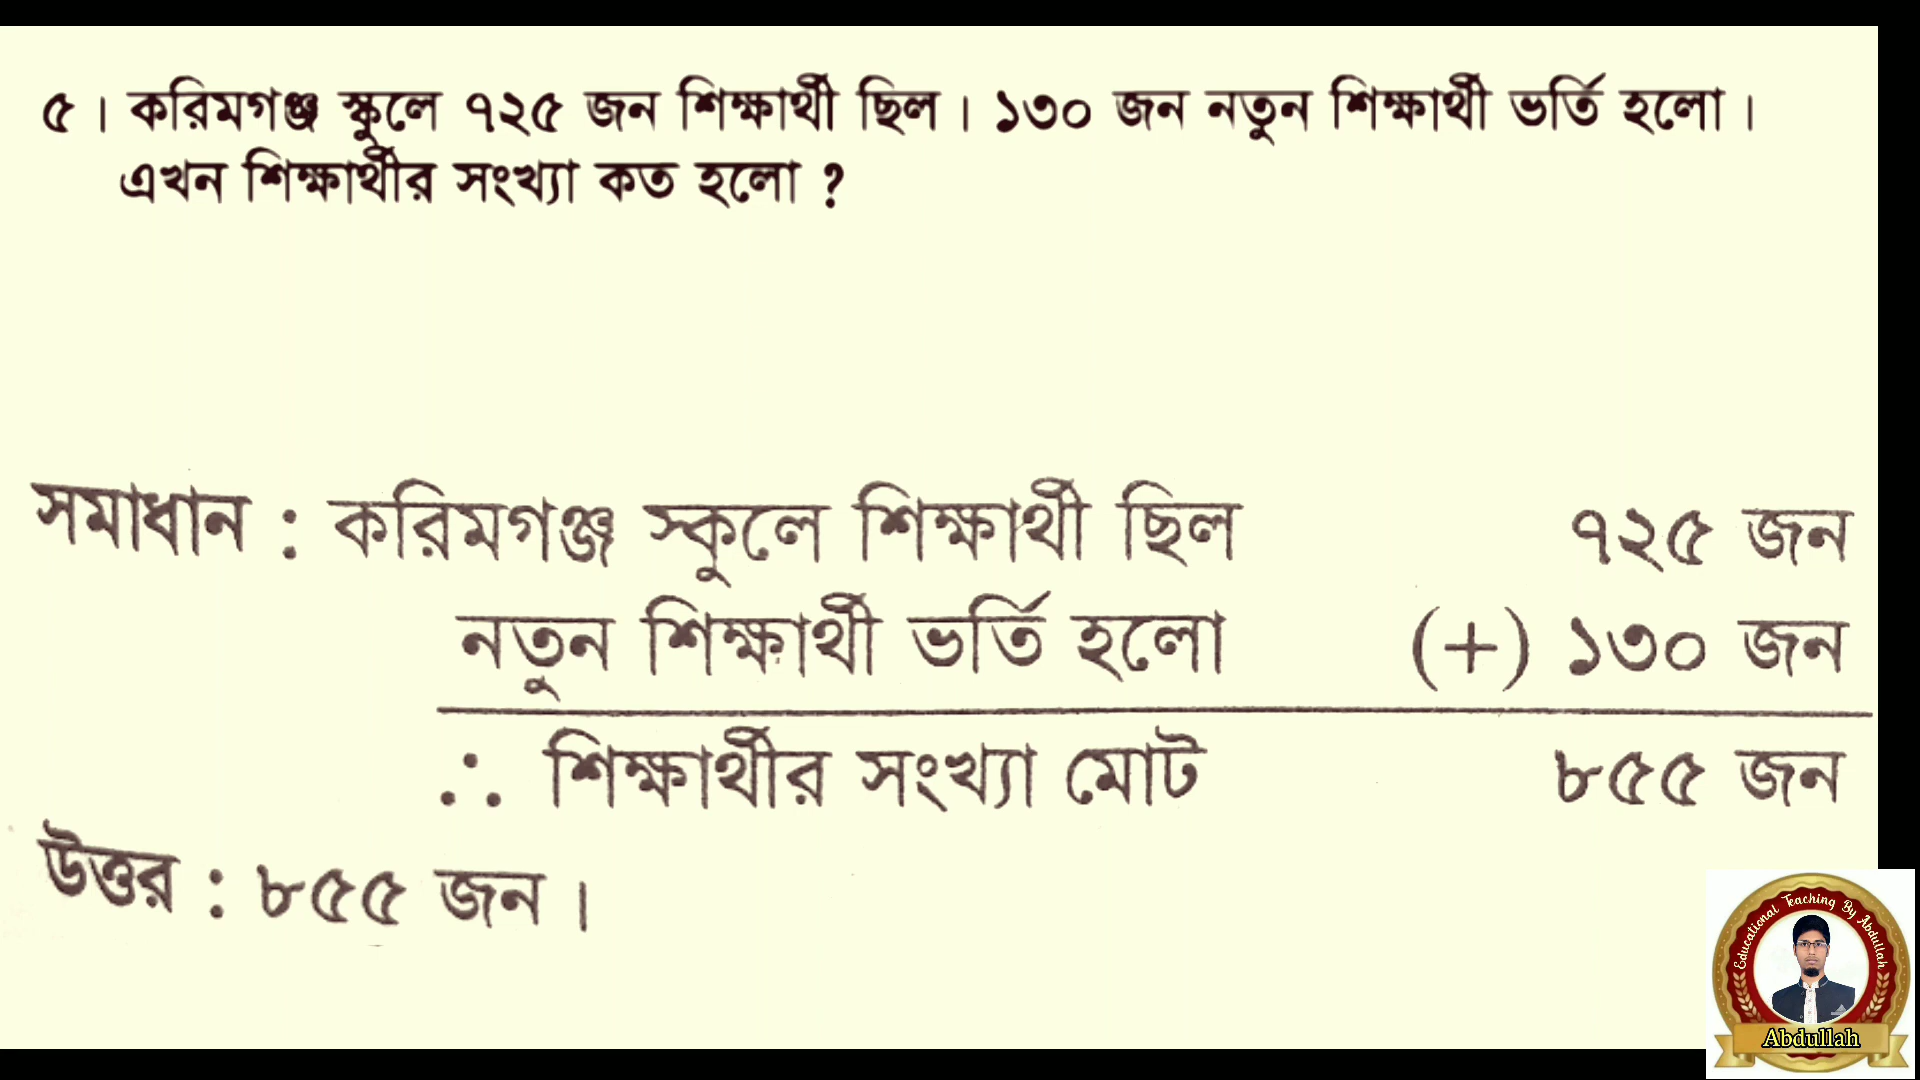 ৫। করিমগঞ্জ স্কুলে ৭২৫ জন শিক্ষার্থী ছিল। ১৩০ জন নতুন শিক্ষার্থী ভর্তি হলো।
এখন শিক্ষার্থীর সংখ্যা কত হলো ?
সমাধান : করিমগঞ্জ স্কুলে শিক্ষার্থী ছিল ৭২৫ জন
নতুন শিক্ষার্থী ভর্তি হলো (+) ১৩০ জন
∴ শিক্ষার্থীর সংখ্যা মোট ৮৫৫ জন
উত্তর : ৮৫৫ জন।
Educational Teaching By Abdullah
Abdullah